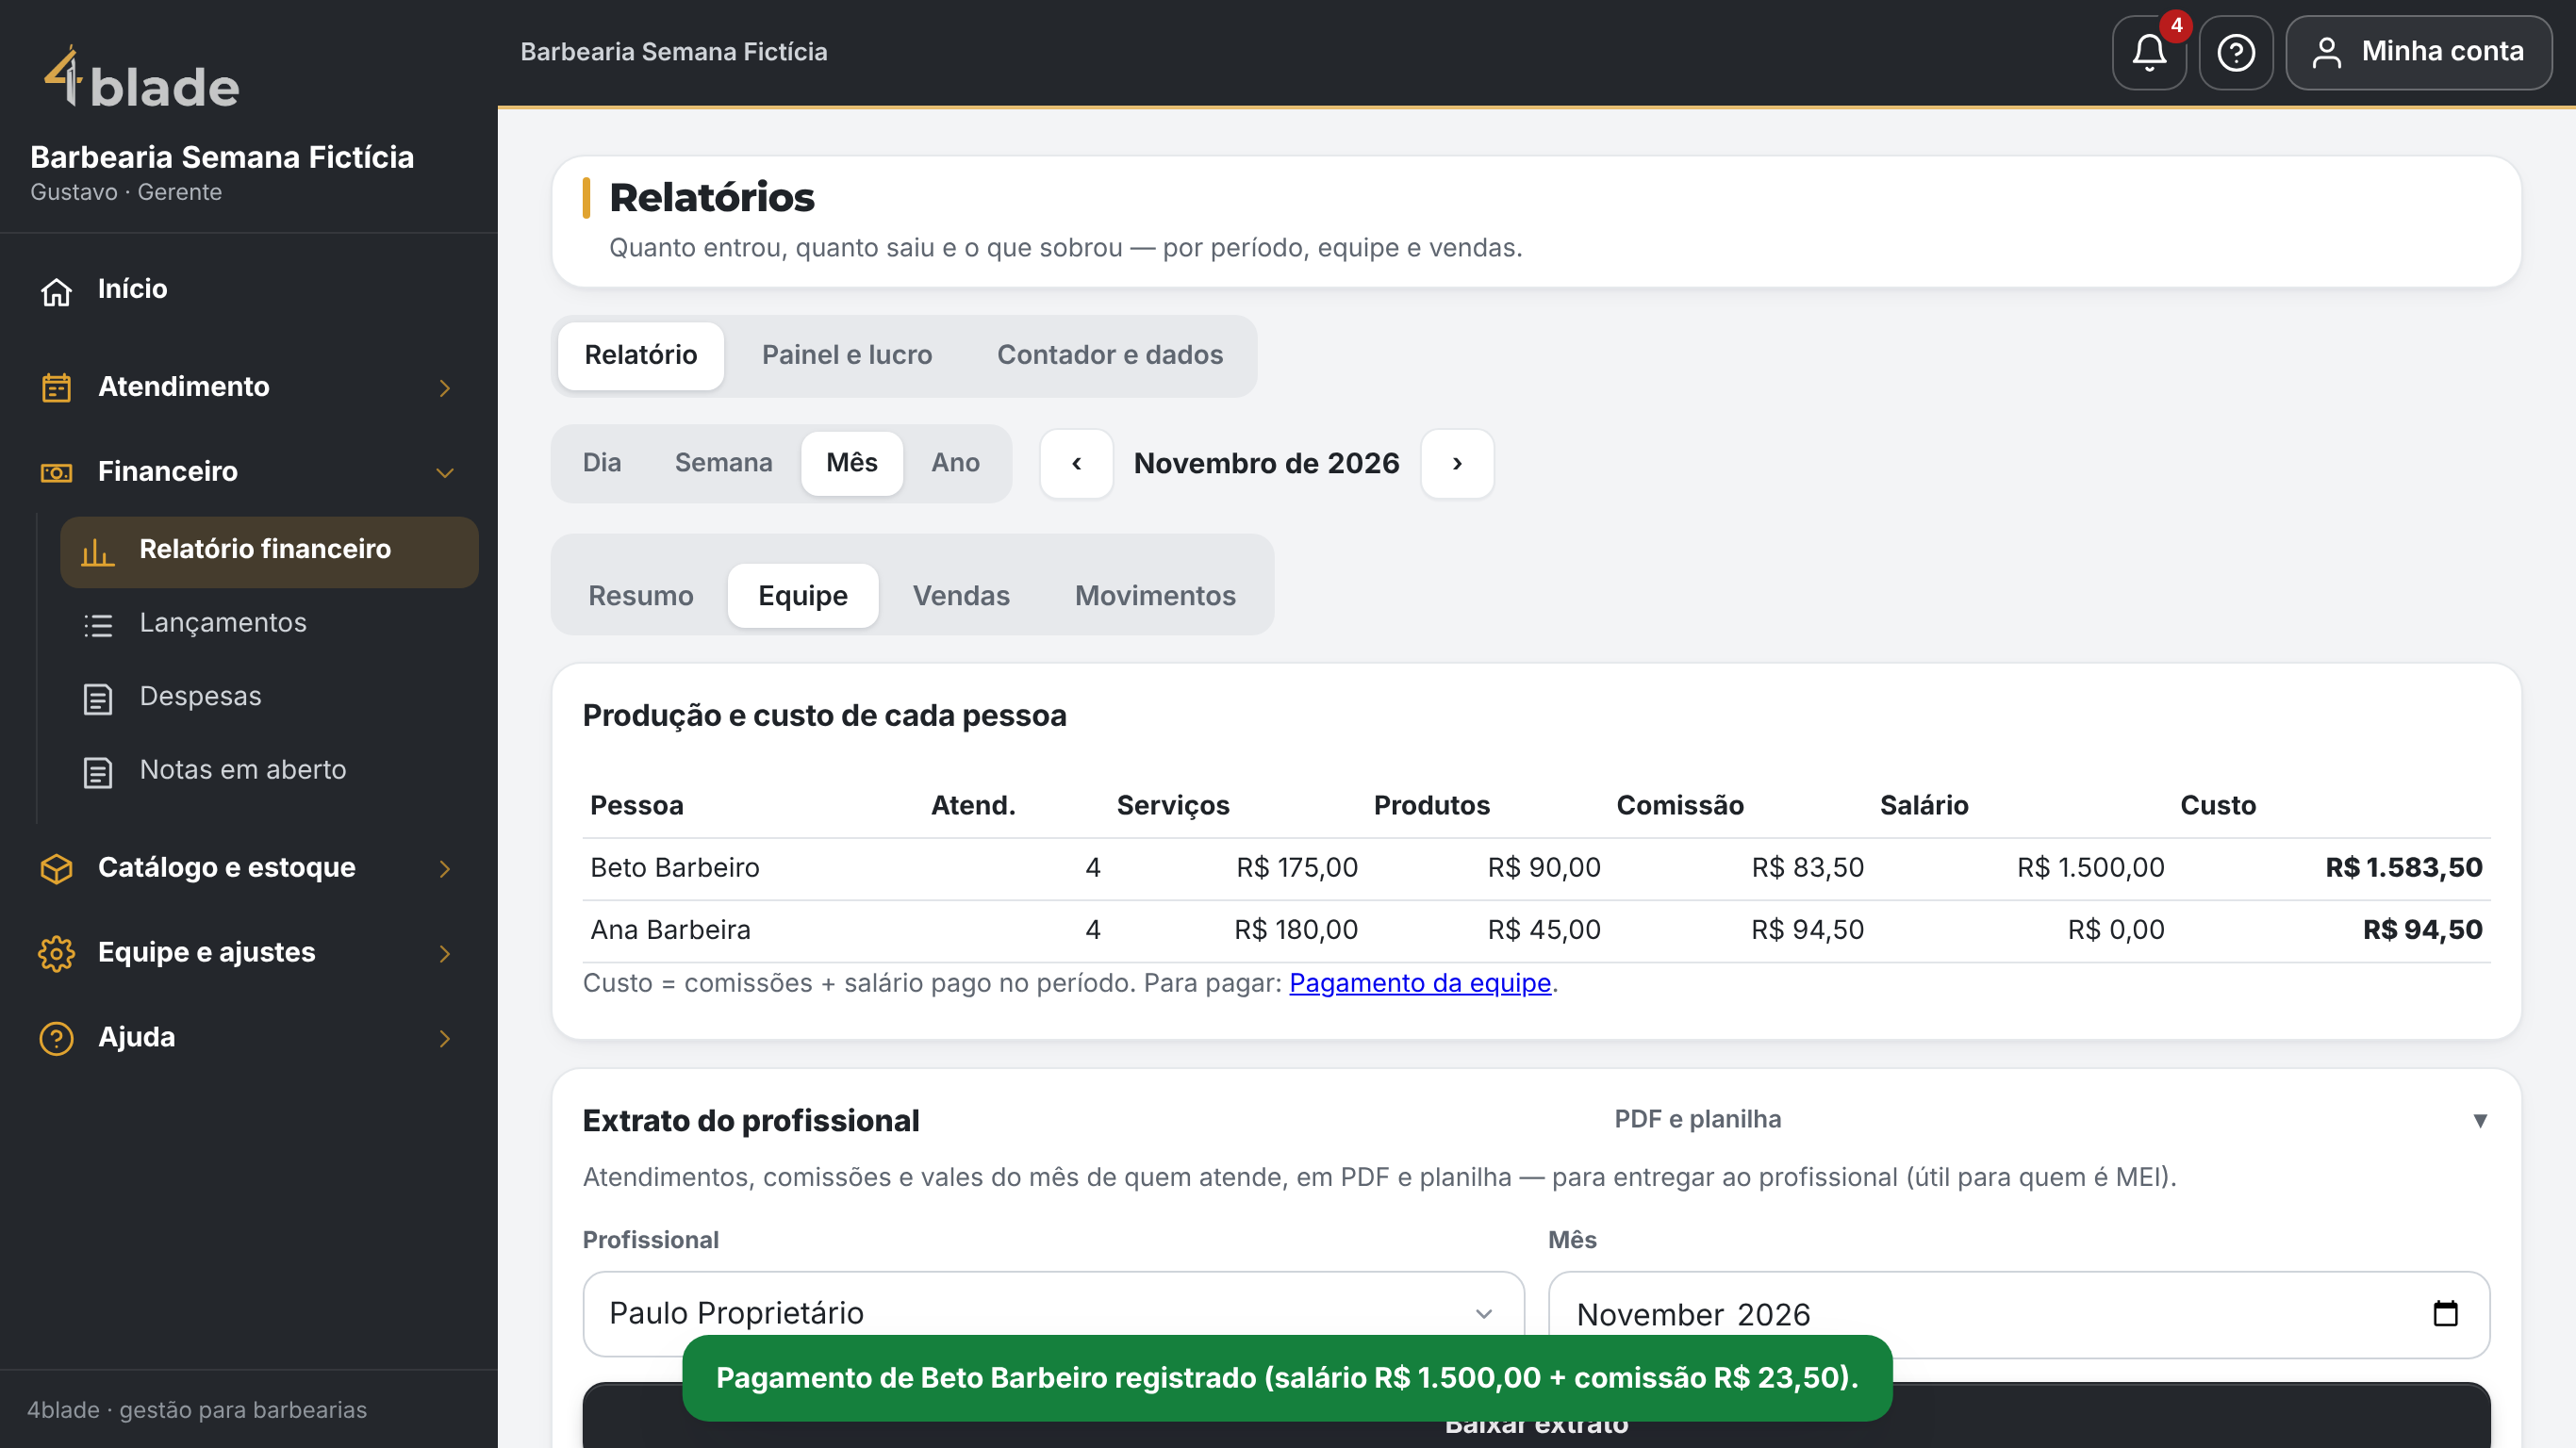 4blade
Barbearia Semana Fictícia
Gustavo · Gerente
Início
Atendimento
Financeiro
Relatório financeiro
Lançamentos
Despesas
Notas em aberto
Catálogo e estoque
Equipe e ajustes
Ajuda
4blade · gestão para barbearias
Barbearia Semana Fictícia
4
Minha conta
Relatórios
Quanto entrou, quanto saiu e o que sobrou — por período, equipe e vendas.
Relatório Painel e lucro Contador e dados
Dia Semana Mês Ano ‹ Novembro de 2026 ›
Resumo Equipe Vendas Movimentos
Produção e custo de cada pessoa
Pessoa Atend. Serviços Produtos Comissão Salário Custo
Beto Barbeiro 4 R$ 175,00 R$ 90,00 R$ 83,50 R$ 1.500,00 R$ 1.583,50
Ana Barbeira 4 R$ 180,00 R$ 45,00 R$ 94,50 R$ 0,00 R$ 94,50
Custo = comissões + salário pago no período. Para pagar: Pagamento da equipe.
Extrato do profissional PDF e planilha
Atendimentos, comissões e vales do mês de quem atende, em PDF e planilha — para entregar ao profissional (útil para quem é MEI).
Profissional Mês
Paulo Proprietário November 2026
Pagamento de Beto Barbeiro registrado (salário R$ 1.500,00 + comissão R$ 23,50).
Baixar extrato